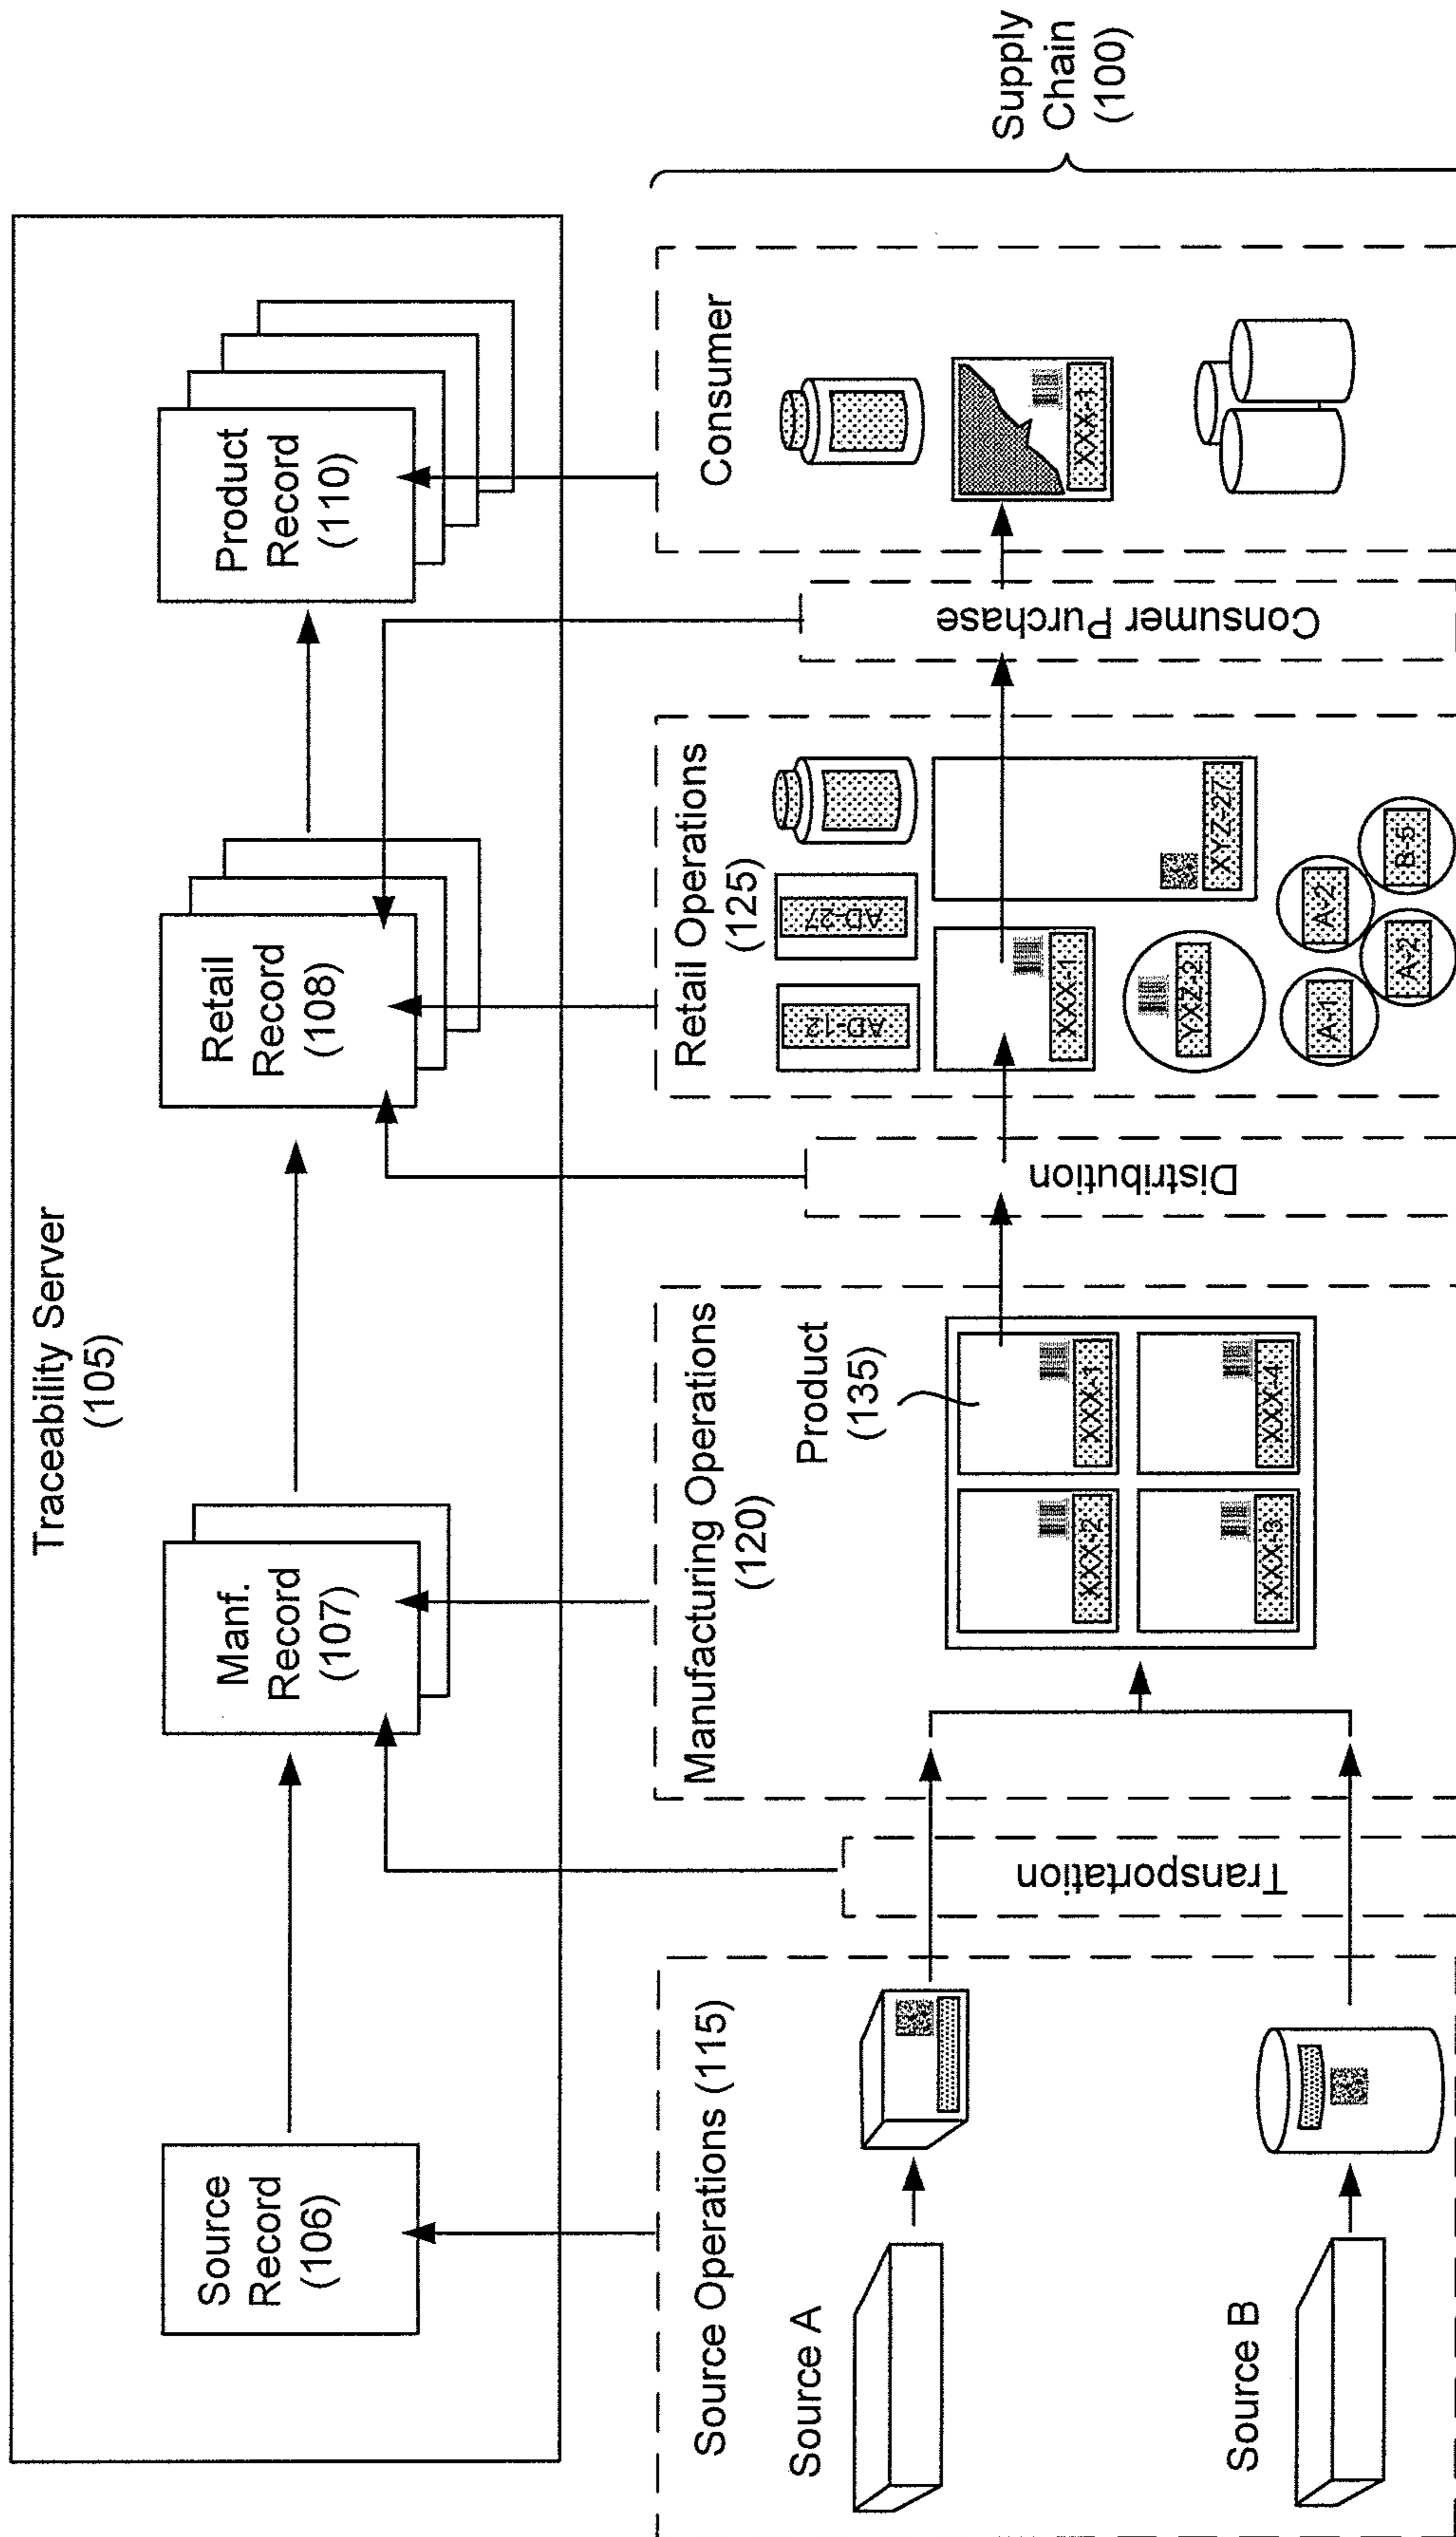 Traceability Server
(105)
Source
Record
(106)
Manf.
Record
(107)
Retail
Record
(108)
Product
Record
(110)
Source Operations (115)
Source A
Source B
Transportation
Manufacturing Operations
(120)
Product
(135)
XXX-2
XXX-1
XXX-3
XXX-4
Distribution
Retail Operations
(125)
AD-12
AD-27
XXX-1
XYZ-27
YXZ-2
A-1
A-2
A-2
B-5
Consumer Purchase
Consumer
XXX-1
Supply
Chain
(100)